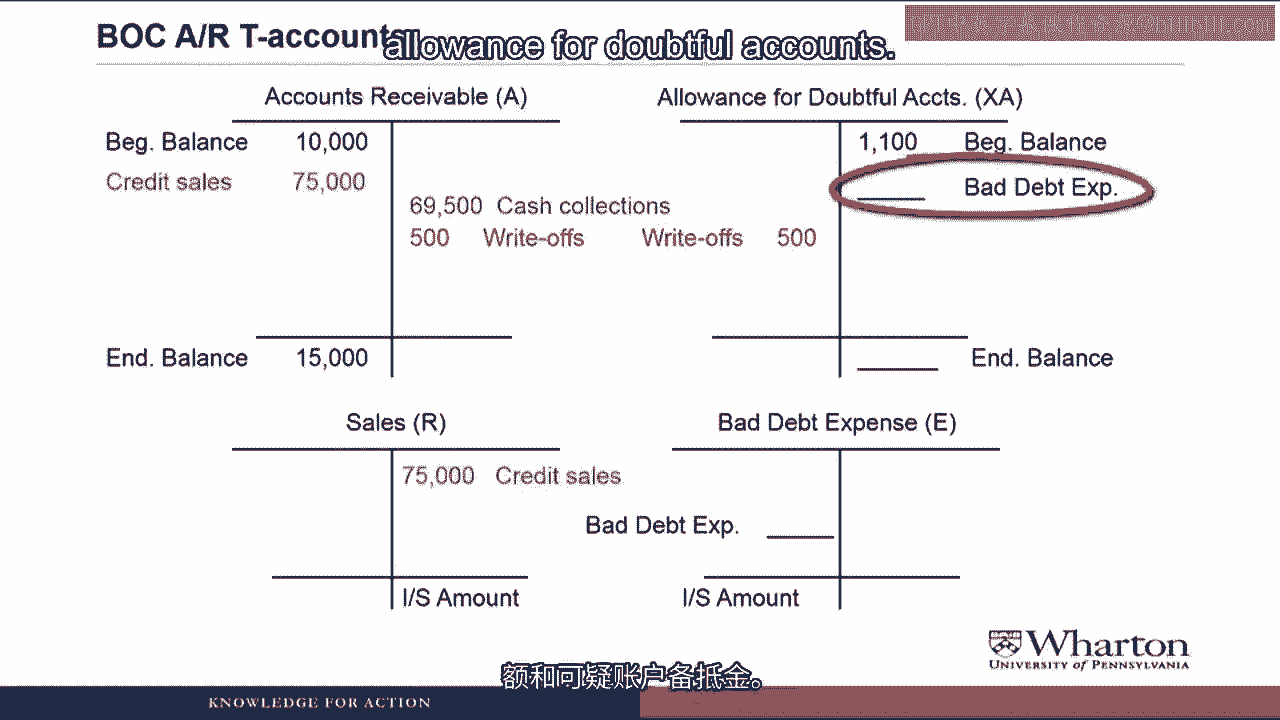 BOC A/R T-accounts
allowance for doubtful accounts.
Accounts Receivable (A)
Allowance for Doubtful Accts. (XA)
Beg. Balance 10,000
1,100 Beg. Balance
Credit sales 75,000
Bad Debt Exp.
69,500 Cash collections
500 Write-offs
Write-offs 500
End. Balance 15,000
End. Balance
Sales (R)
Bad Debt Expense (E)
75,000 Credit sales
Bad Debt Exp.
I/S Amount
I/S Amount
Wharton
UNIVERSITY of PENNSYLVANIA
额和可疑账户备抵金。
KNOWLEDGE FOR ACTION